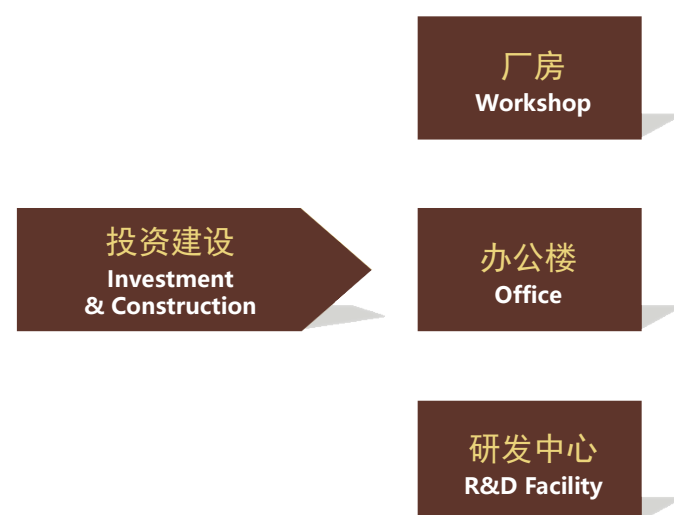 厂房
Workshop
投资建设
Investment
& Construction
办公楼
Office
研发中心
R&D Facility